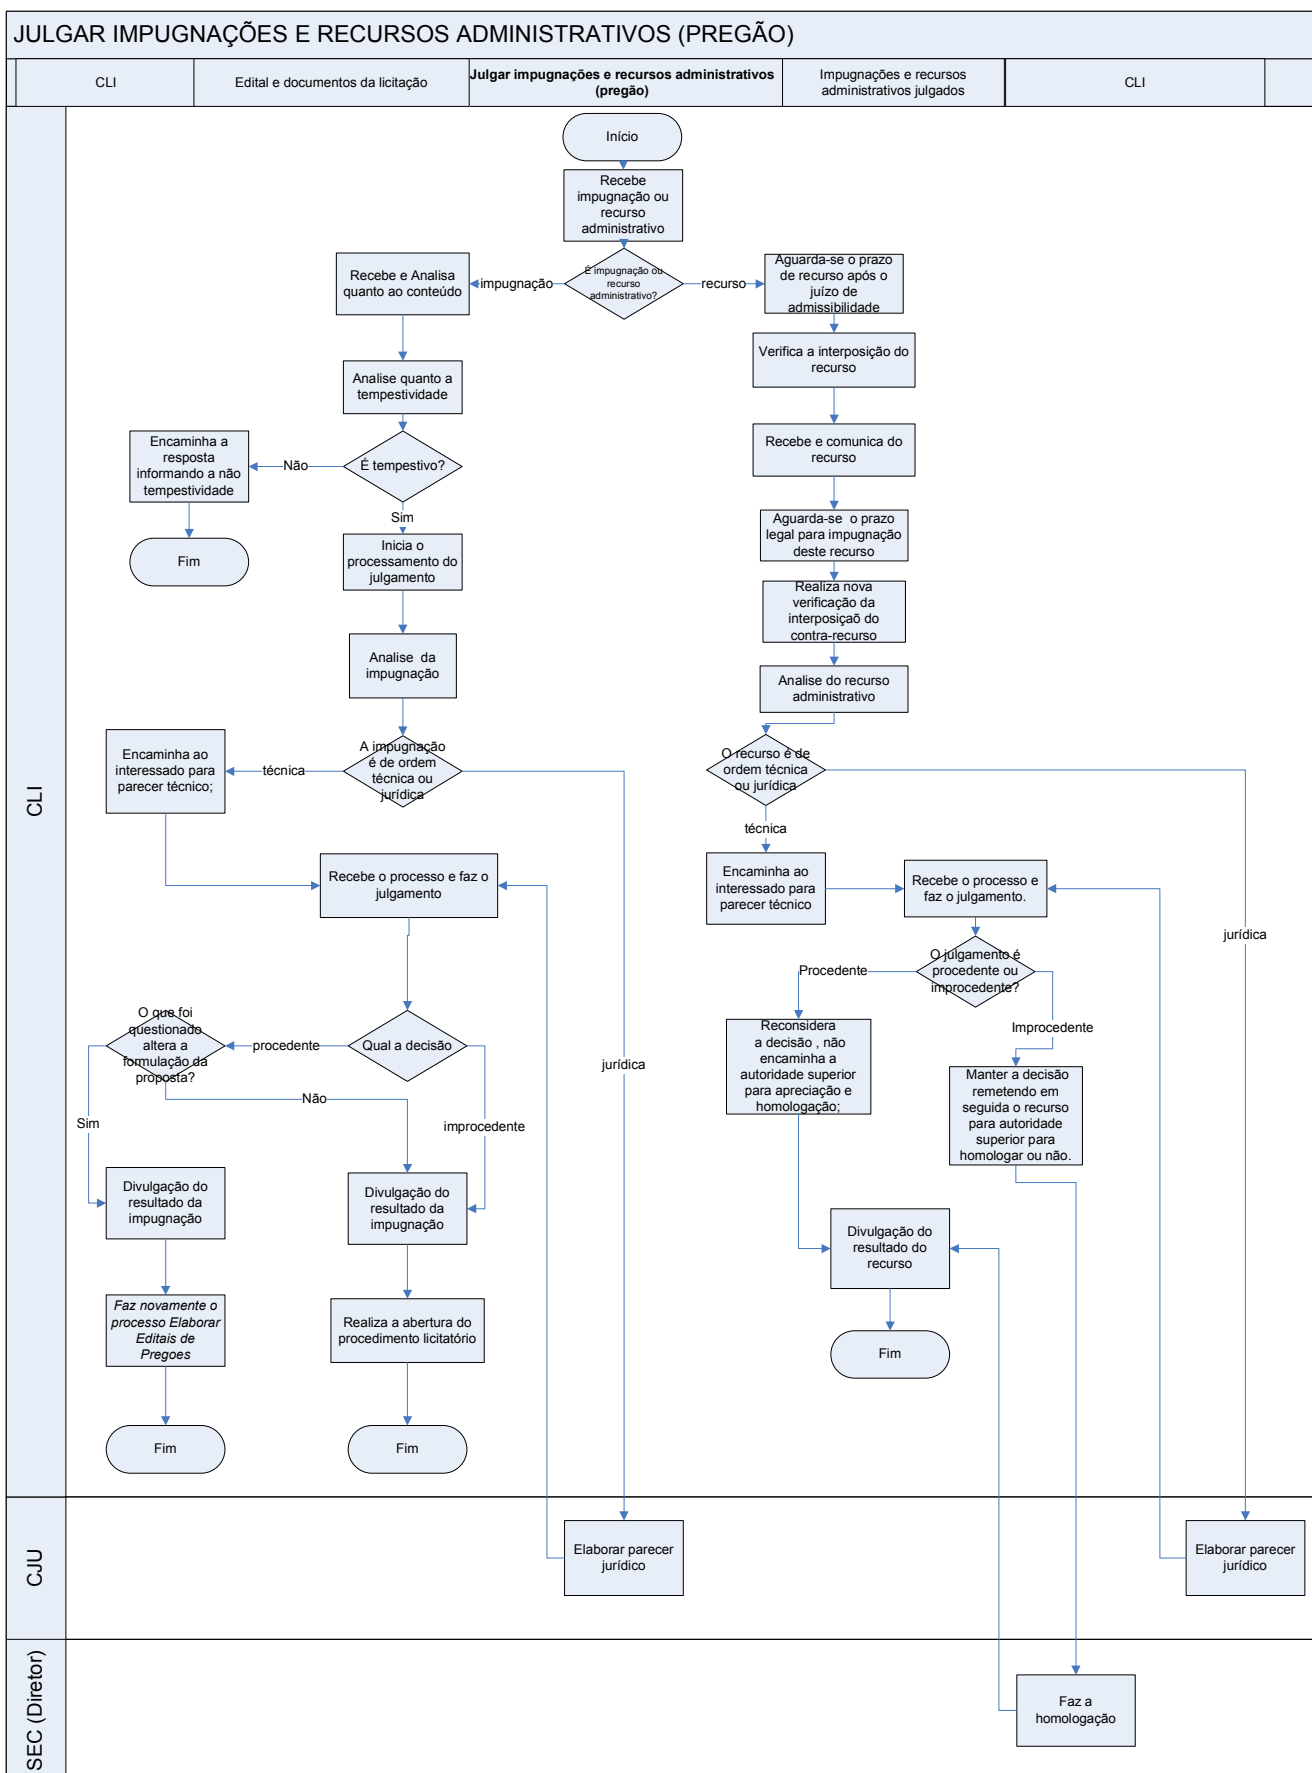 JULGAR IMPUGNAÇÕES E RECURSOS ADMINISTRATIVOS (PREGÃO)
CLI
Edital e documentos da licitação
Julgar impugnações e recursos administrativos
(pregão)
Impugnações e recursos
administrativos julgados
CLI
CLI
Início
Recebe
impugnação ou
recurso
administrativo
É impugnação ou
recurso
administrativo?
impugnação
recurso
Recebe e Analisa
quanto ao conteúdo
Analise quanto a
tempestividade
É tempestivo?
Não
Encaminha a
resposta
informando a não
tempestividade
Fim
Sim
Inicia o
processamento do
julgamento
Analise  da
impugnação
A impugnação
é de ordem
técnica ou
jurídica
técnica
Encaminha ao
interessado para
parecer técnico;
jurídica
Recebe o processo e faz o
julgamento
Qual a decisão
procedente
improcedente
O que foi
questionado
altera a
formulação da
proposta?
Sim
Não
Divulgação do
resultado da
impugnação
Faz novamente o
processo Elaborar
Editais de
Pregoes
Fim
Divulgação do
resultado da
impugnação
Realiza a abertura do
procedimento licitatório
Fim
Aguarda-se o prazo
de recurso após o
juízo de
admissibilidade
Verifica a interposição do
recurso
Recebe e comunica do
recurso
Aguarda-se  o prazo
legal para impugnação
deste recurso
Realiza nova
verificação da
interposiçaõ do
contra-recurso
Analise do recurso
administrativo
O recurso é de
ordem técnica
ou jurídica
técnica
jurídica
Encaminha ao
interessado para
parecer técnico
Recebe o processo e
faz o julgamento.
O julgamento é
procedente ou
improcedente?
Procedente
Improcedente
Reconsidera
a decisão , não
encaminha a
autoridade superior
para apreciação e
homologação;
Manter a decisão
remetendo em
seguida o recurso
para autoridade
superior para
homologar ou não.
Divulgação do
resultado do
recurso
Fim
CJU
Elaborar parecer
jurídico
Elaborar parecer
jurídico
SEC (Diretor)
Faz a
homologação